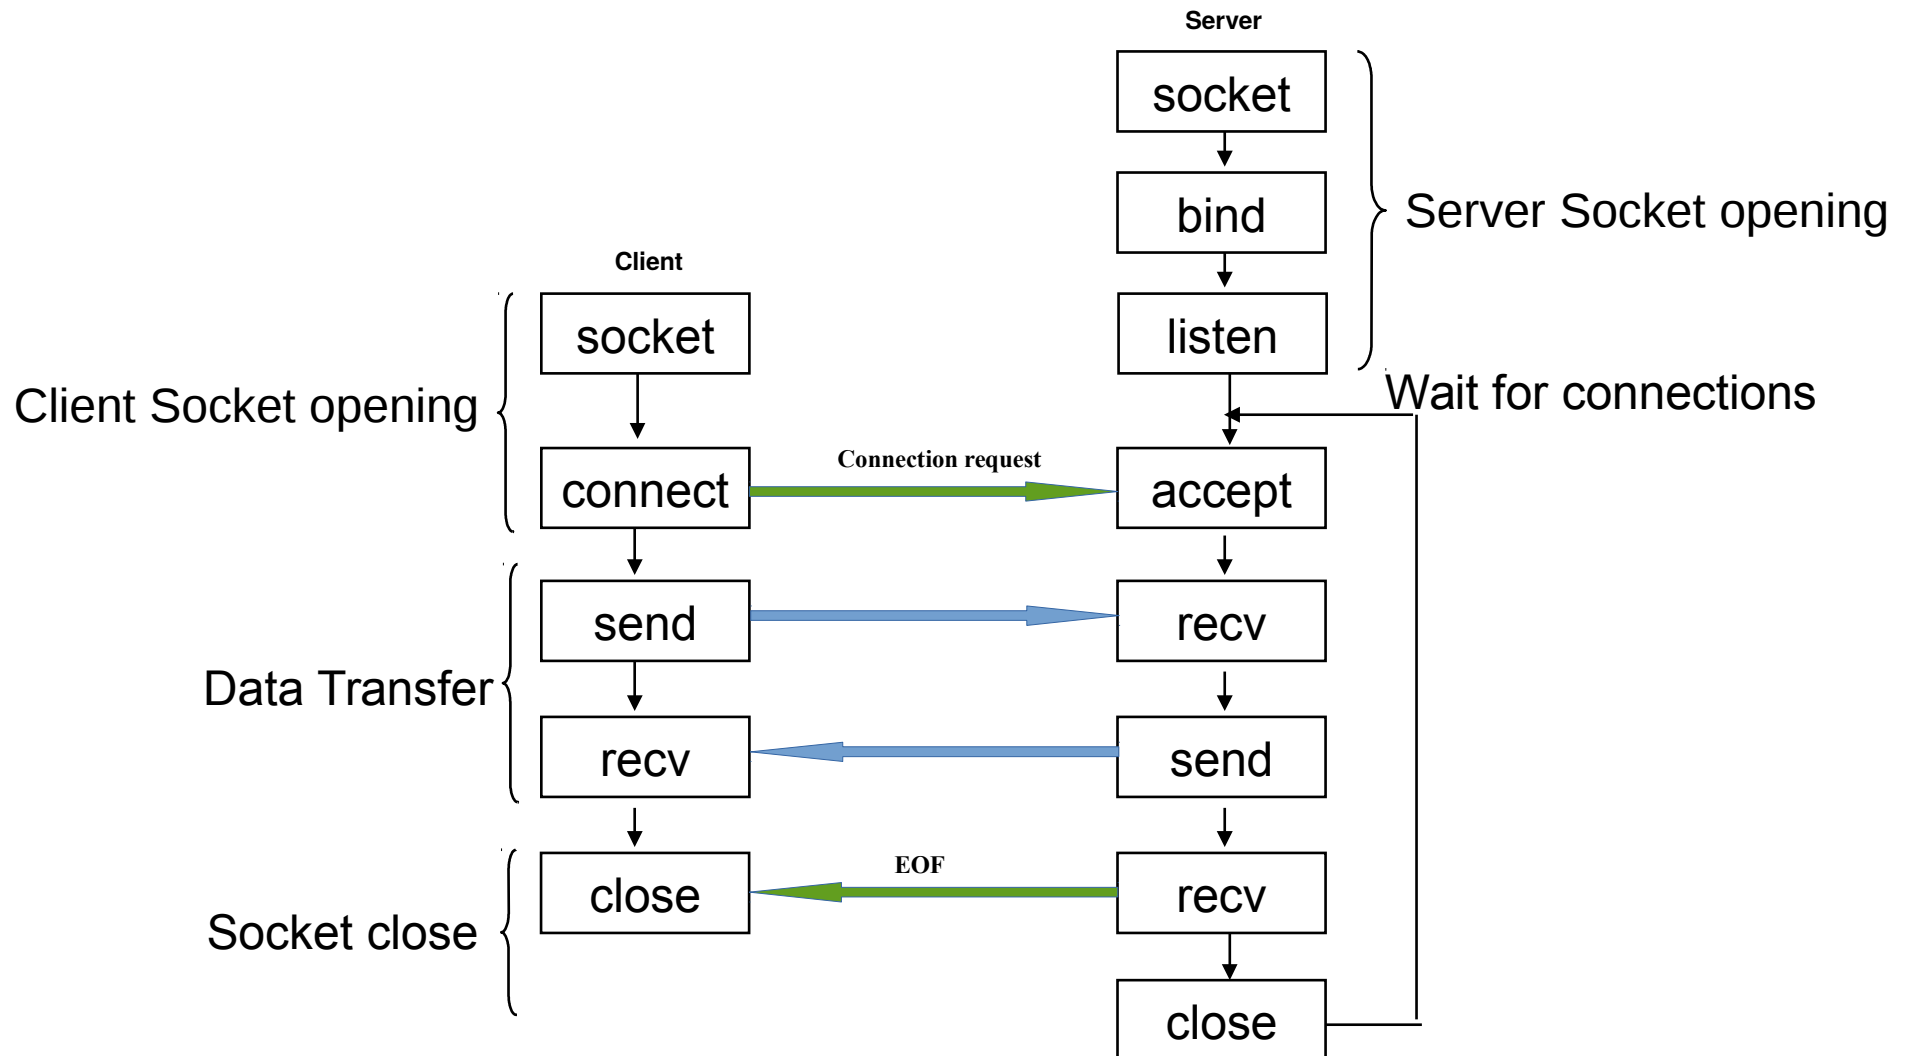 Server
socket
bind
Server Socket opening
Client
socket
listen
Client Socket opening
Wait for connections
connect
Connection request
accept
send
recv
Data Transfer
recv
send
close
EOF
recv
Socket close
close